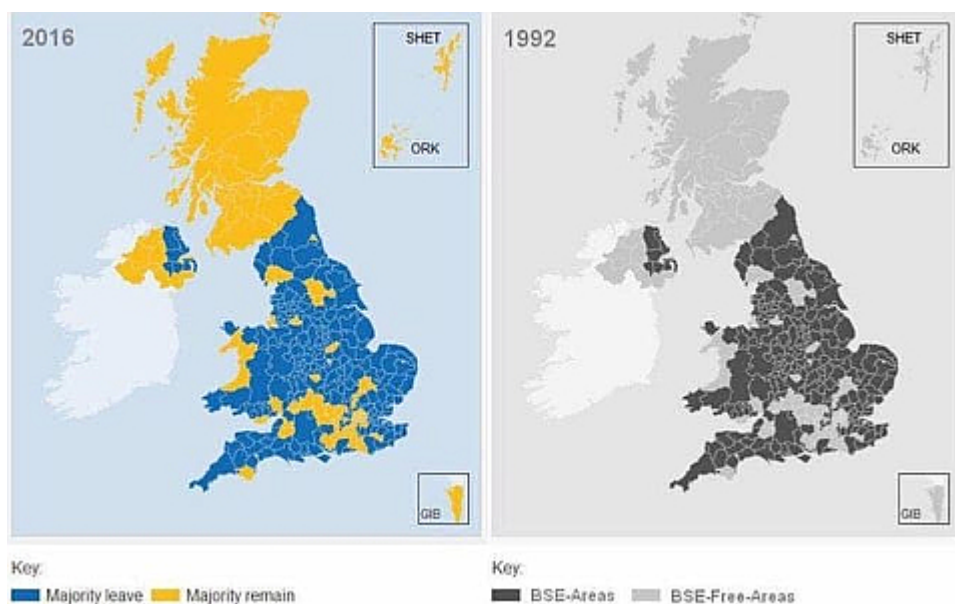 2016
SHET
ORK
GIB
Key:
Majority leave
Majority remain
1992
SHET
ORK
GIB
Key:
BSE-Areas
BSE-Free-Areas